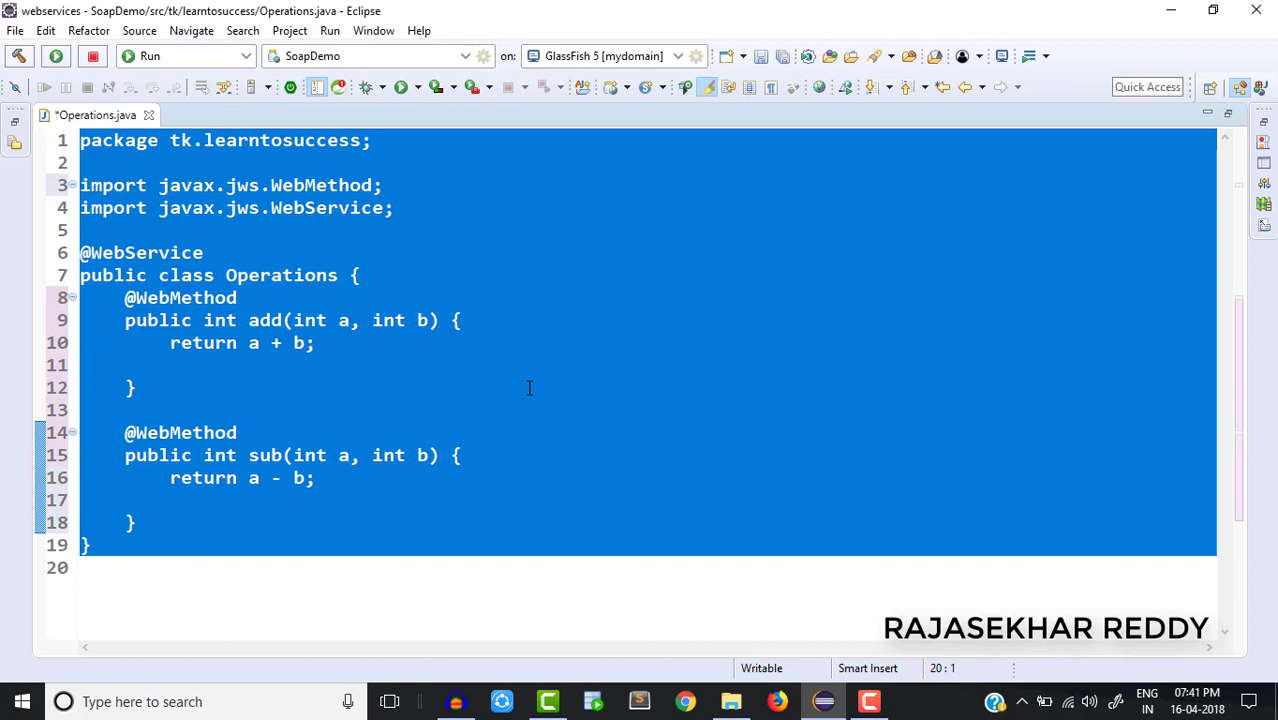 webservices - SoapDemo/src/tk/learntosuccess/Operations.java - Eclipse
File Edit Refactor Source Navigate Search Project Run Window Help
Run SoapDemo on: GlassFish 5 [mydomain]
Quick Access
*Operations.java
1 package tk.learntosuccess;
2
3 import javax.jws.WebMethod;
4 import javax.jws.WebService;
5
6 @WebService
7 public class Operations {
8 @WebMethod
9 public int add(int a, int b) {
10 return a + b;
11
12 }
13
14 @WebMethod
15 public int sub(int a, int b) {
16 return a - b;
17
18 }
19 }
20
RAJASEKHAR REDDY
Writable Smart Insert 20 : 1
Type here to search
ENG
IN
07:41 PM
16-04-2018